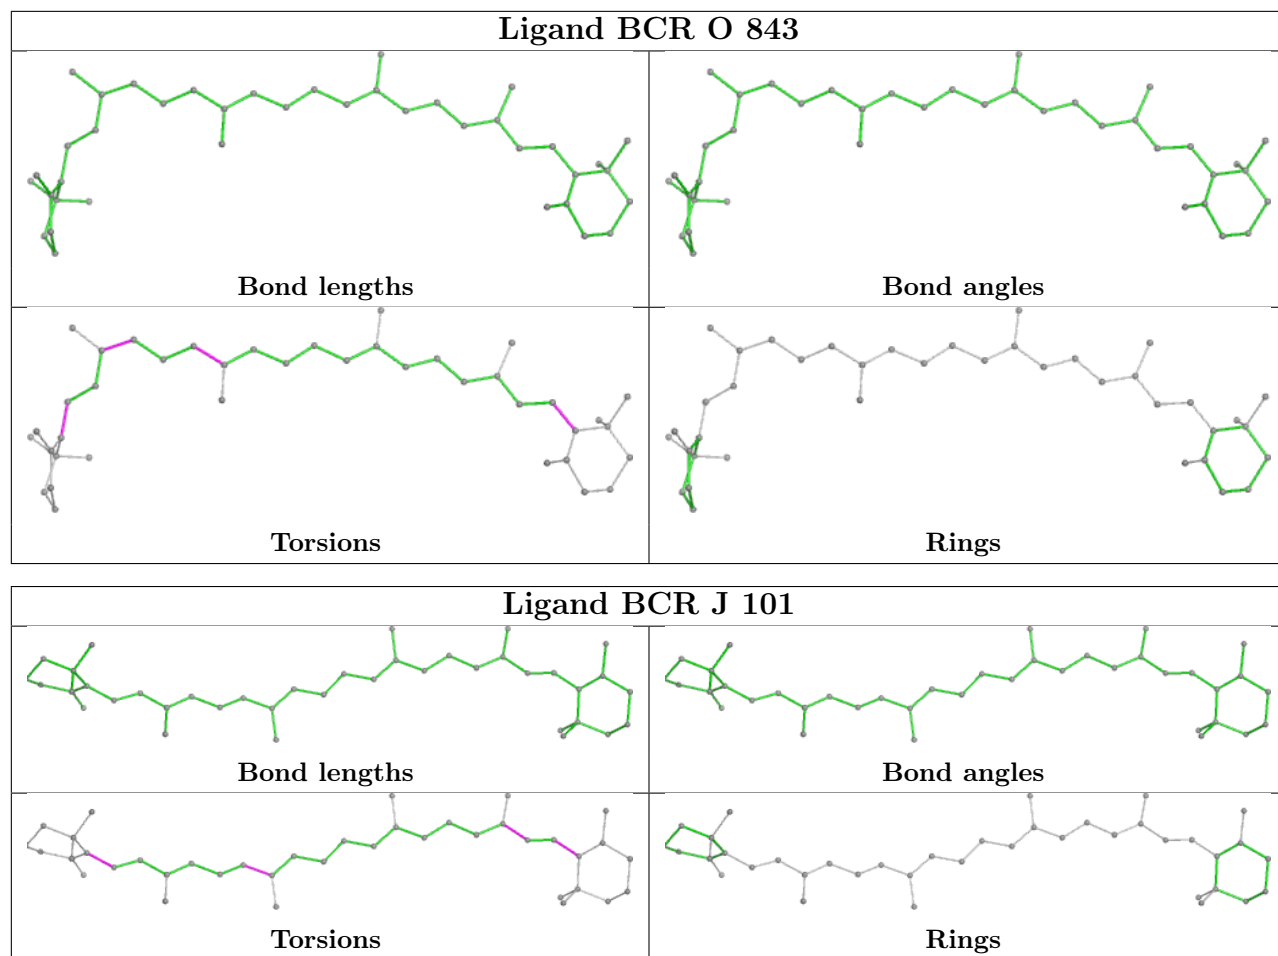 Ligand BCR O 843
Bond lengths
Bond angles
Torsions
Rings
Ligand BCR J 101
Bond lengths
Bond angles
Torsions
Rings